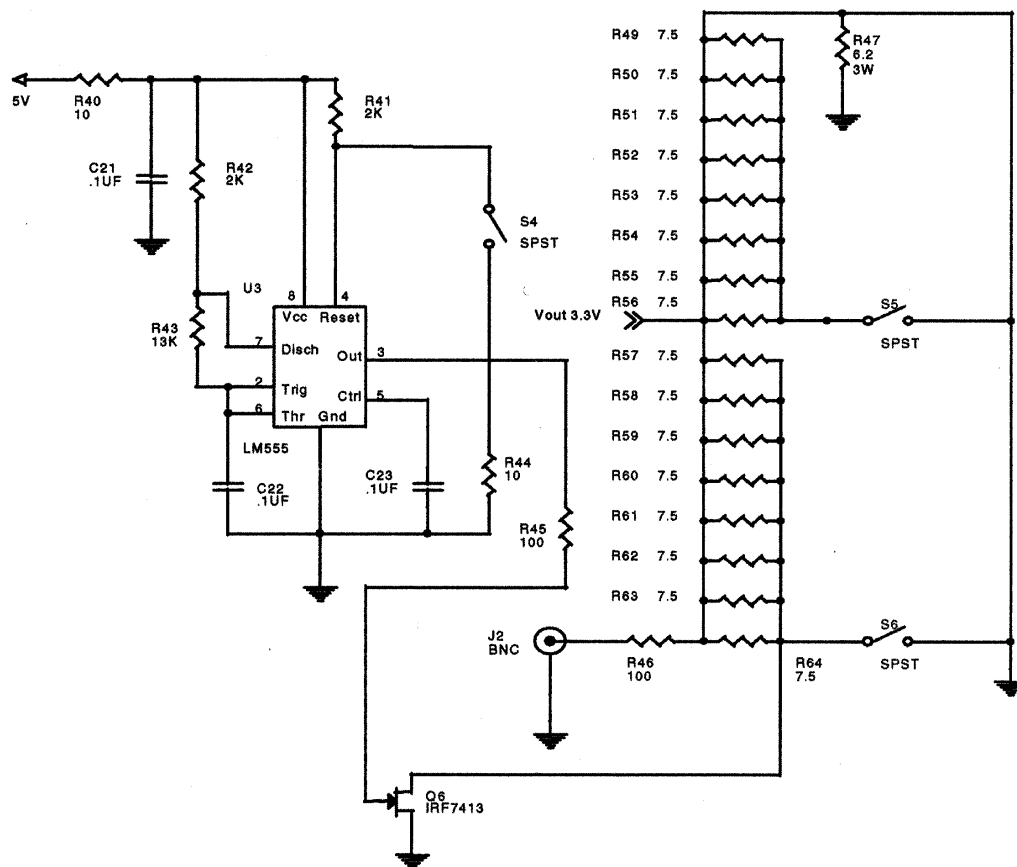 5V
R40
10
R41
2K
C21
.1UF
R42
2K
S4
SPST
U3
8
4
Vcc
Reset
R43
13K
7
Disch
Out
3
2
Trig
Ctrl
5
6
Thr
Gnd
LM555
C22
.1UF
C23
.1UF
R44
10
R45
100
R49 7.5
R50 7.5
R51 7.5
R52 7.5
R53 7.5
R54 7.5
R55 7.5
R56 7.5
Vout 3.3V
R57 7.5
R58 7.5
R59 7.5
R60 7.5
R61 7.5
R62 7.5
R63 7.5
R47
6.2
3W
S5
SPST
J2
BNC
R46
100
R64
7.5
S6
SPST
Q6
IRF7413